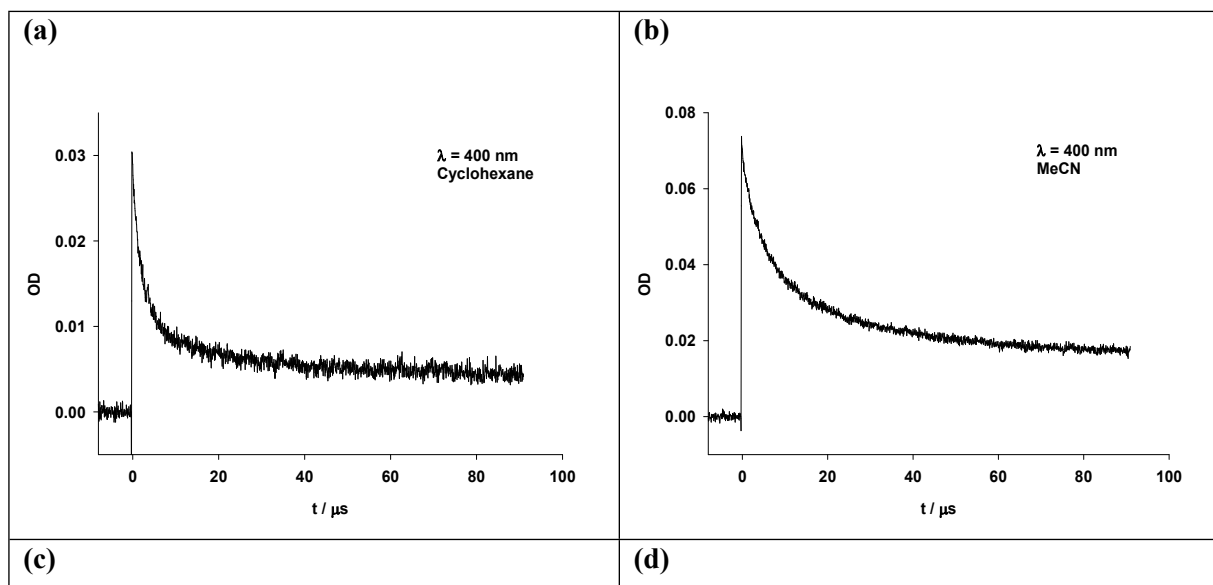 (a)
λ = 400 nm
Cyclohexane
0.03
0.02
0.01
0.00
OD
0 20 40 60 80 100
t / μs
(b)
λ = 400 nm
MeCN
0.08
0.06
0.04
0.02
0.00
OD
0 20 40 60 80 100
t / μs
(c)
(d)